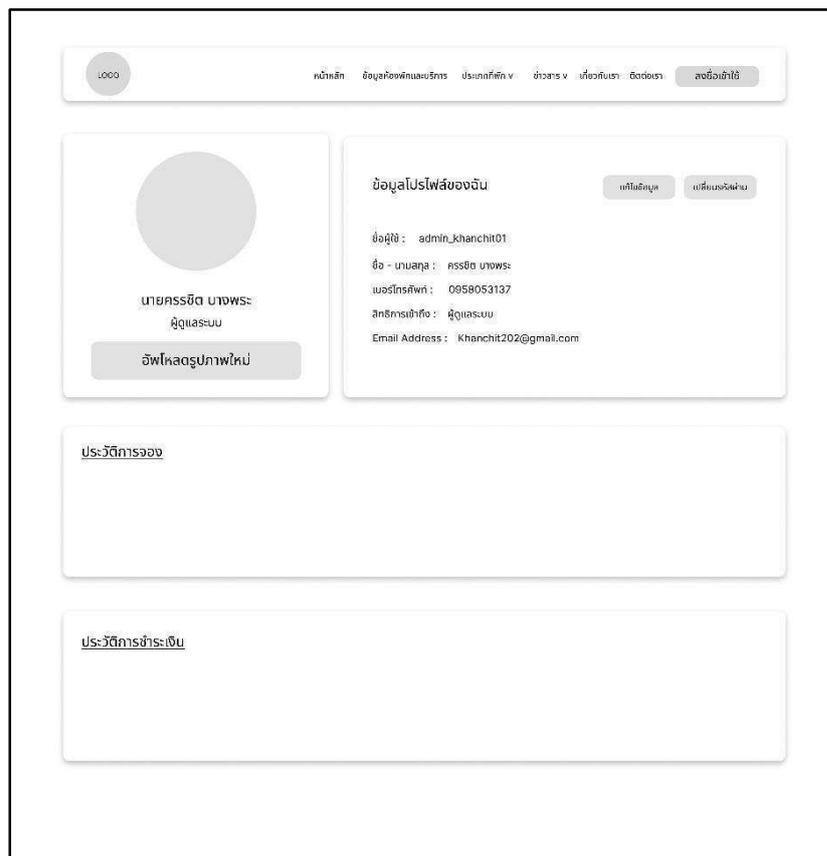 LOGO หน้าหลัก ข้อมูลห้องพักและบริการ ประเภทที่พัก v ข่าวสาร v เกี่ยวกับเรา ติดต่อเรา ลงชื่อเข้าใช้
นายครรชิต บางพระ
ผู้ดูแลระบบ
อัพโหลดรูปภาพใหม่
ข้อมูลโปรไฟล์ของฉัน แก้ไขข้อมูล เปลี่ยนรหัสผ่าน
ชื่อผู้ใช้ : admin_khanchit01
ชื่อ - นามสกุล : ครรชิต บางพระ
เบอร์โทรศัพท์ : 0958053137
สิทธิการเข้าถึง : ผู้ดูแลระบบ
Email Address : Khanchit202@gmail.com
ประวัติการจอง
ประวัติการชำระเงิน